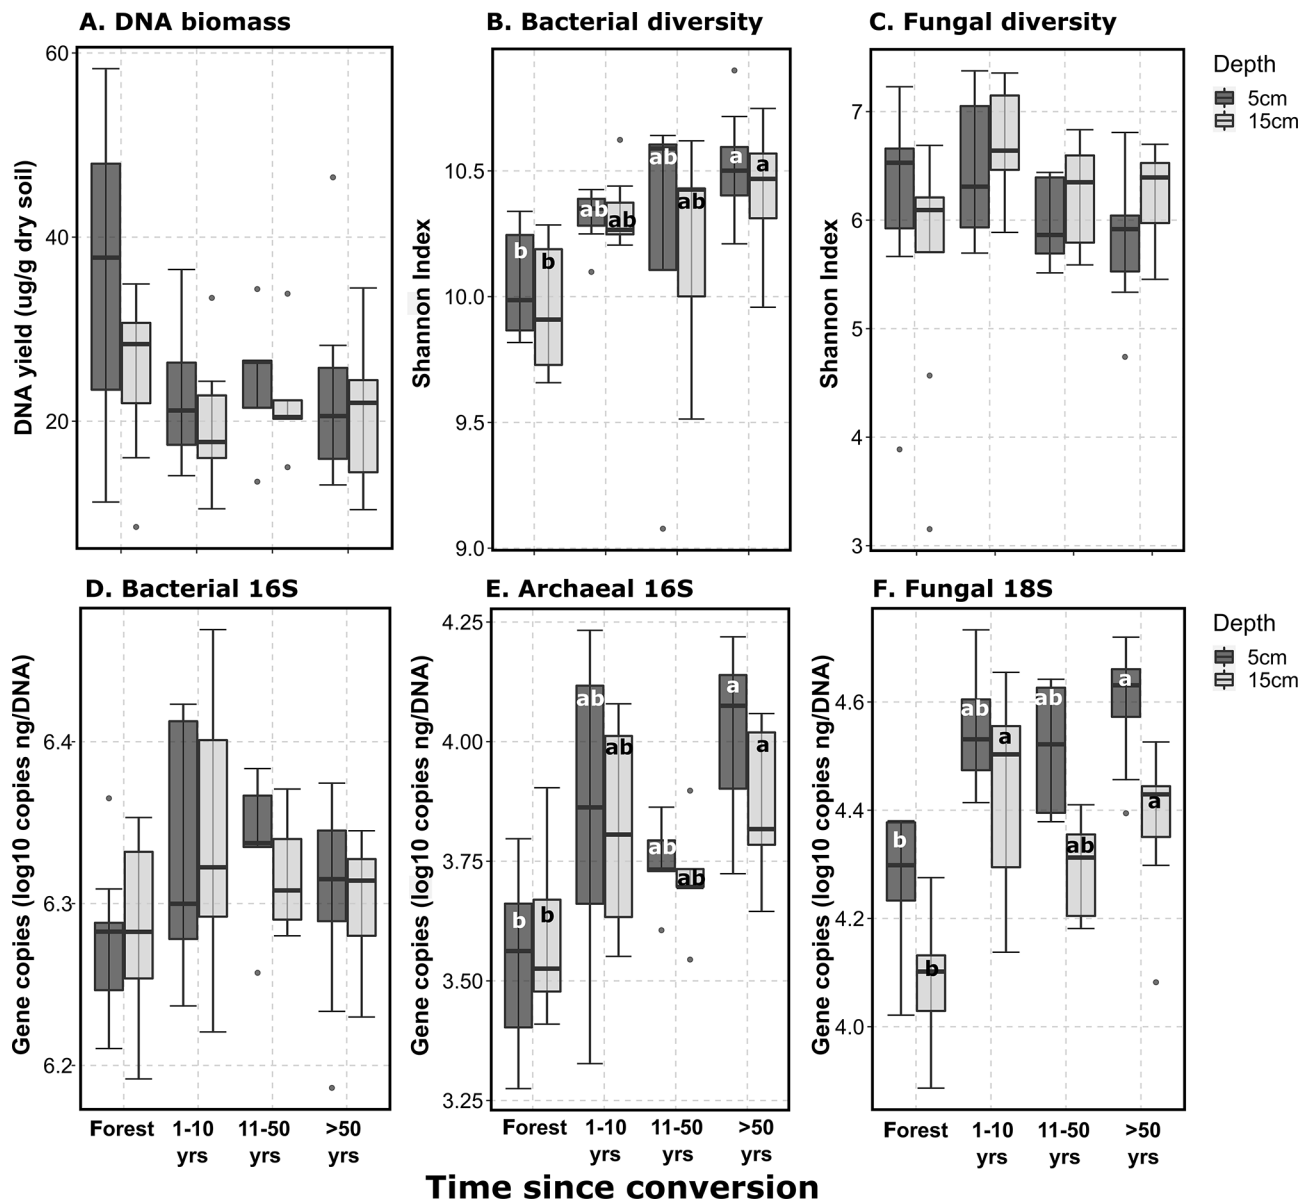 A. DNA biomass
B. Bacterial diversity
C. Fungal diversity
DNA yield (ug/g dry soil)
60
40
20
Shannon Index
10.5
10.0
9.5
9.0
b
b
ab
ab
ab
ab
a
a
Shannon Index
7
6
5
4
3
Depth
5cm
15cm
D. Bacterial 16S
E. Archaeal 16S
F. Fungal 18S
Gene copies (log10 copies ng/DNA)
6.4
6.3
6.2
Gene copies (log10 copies ng/DNA)
4.25
4.00
3.75
3.50
3.25
b
b
ab
ab
ab
ab
a
a
Gene copies (log10 copies ng/DNA)
4.6
4.4
4.2
4.0
b
b
ab
a
ab
ab
a
a
Depth
5cm
15cm
Forest 1-10 yrs 11-50 yrs >50 yrs
Forest 1-10 yrs 11-50 yrs >50 yrs
Forest 1-10 yrs 11-50 yrs >50 yrs
Time since conversion